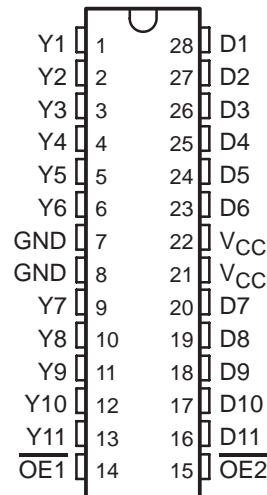 Y1 1 28 D1
Y2 2 27 D2
Y3 3 26 D3
Y4 4 25 D4
Y5 5 24 D5
Y6 6 23 D6
GND 7 22 VCC
GND 8 21 VCC
Y7 9 20 D7
Y8 10 19 D8
Y9 11 18 D9
Y10 12 17 D10
Y11 13 16 D11
OE1 14 15 OE2